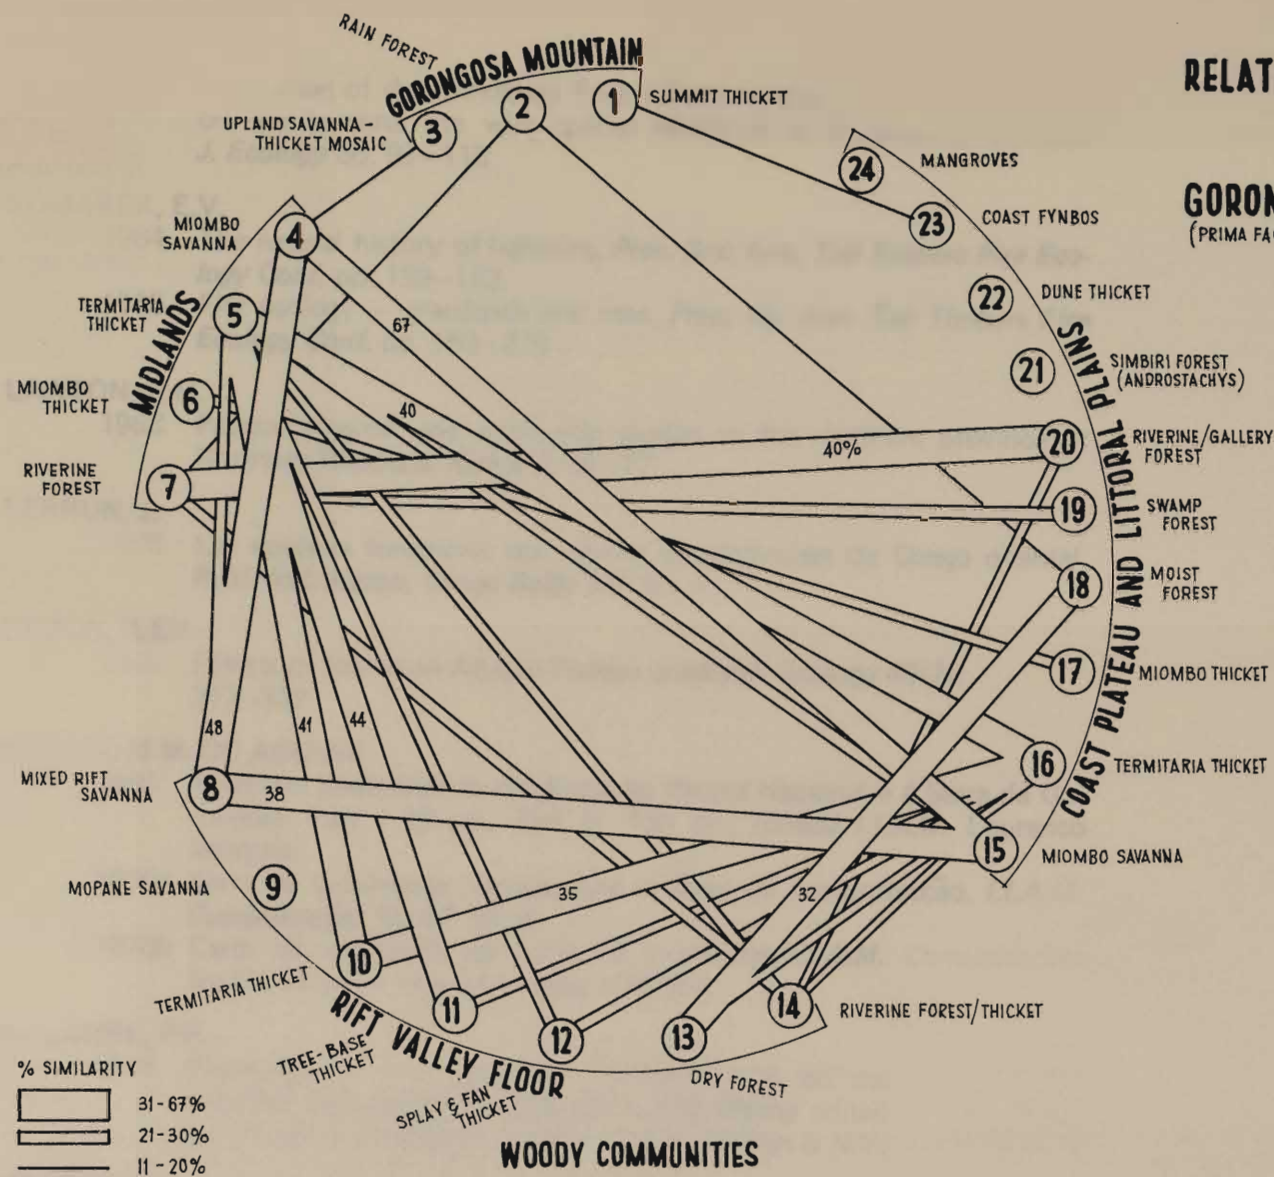 RAIN FOREST
GORONGOSA MOUNTAIN
RELAT
1
SUMMIT THICKET
2
3
UPLAND SAVANNA-
THICKET MOSAIC
24
MANGROVES
GORON
(PRIMA FA
23
COAST FYNBOS
4
MIOMBO
SAVANNA
22
DUNE THICKET
5
TERMITARIA
THICKET
MIDLANDS
67
21
SIMBIRI FOREST
(ANDROSTACHYS)
6
MIOMBO
THICKET
40
40%
20
RIVERINE/GALLERY
FOREST
7
RIVERINE
FOREST
19
SWAMP
FOREST
COAST PLATEAU AND LITTORAL PLAINS
18
MOIST
FOREST
17
MIOMBO THICKET
48
41
44
16
TERMITARIA THICKET
8
MIXED RIFT
SAVANNA
38
15
MIOMBO SAVANNA
9
MOPANE SAVANNA
35
32
10
TERMITARIA THICKET
11
TREE-BASE
THICKET
RIFT VALLEY FLOOR
12
SPLAY & FAN
THICKET
13
DRY FOREST
14
RIVERINE FOREST/THICKET
% SIMILARITY
31-67%
21-30%
11-20%
WOODY COMMUNITIES